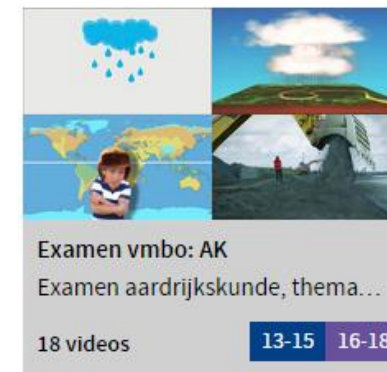 Examen vmbo: AK
Examen aardrijkskunde, thema...
18 videos
13-15 16-18